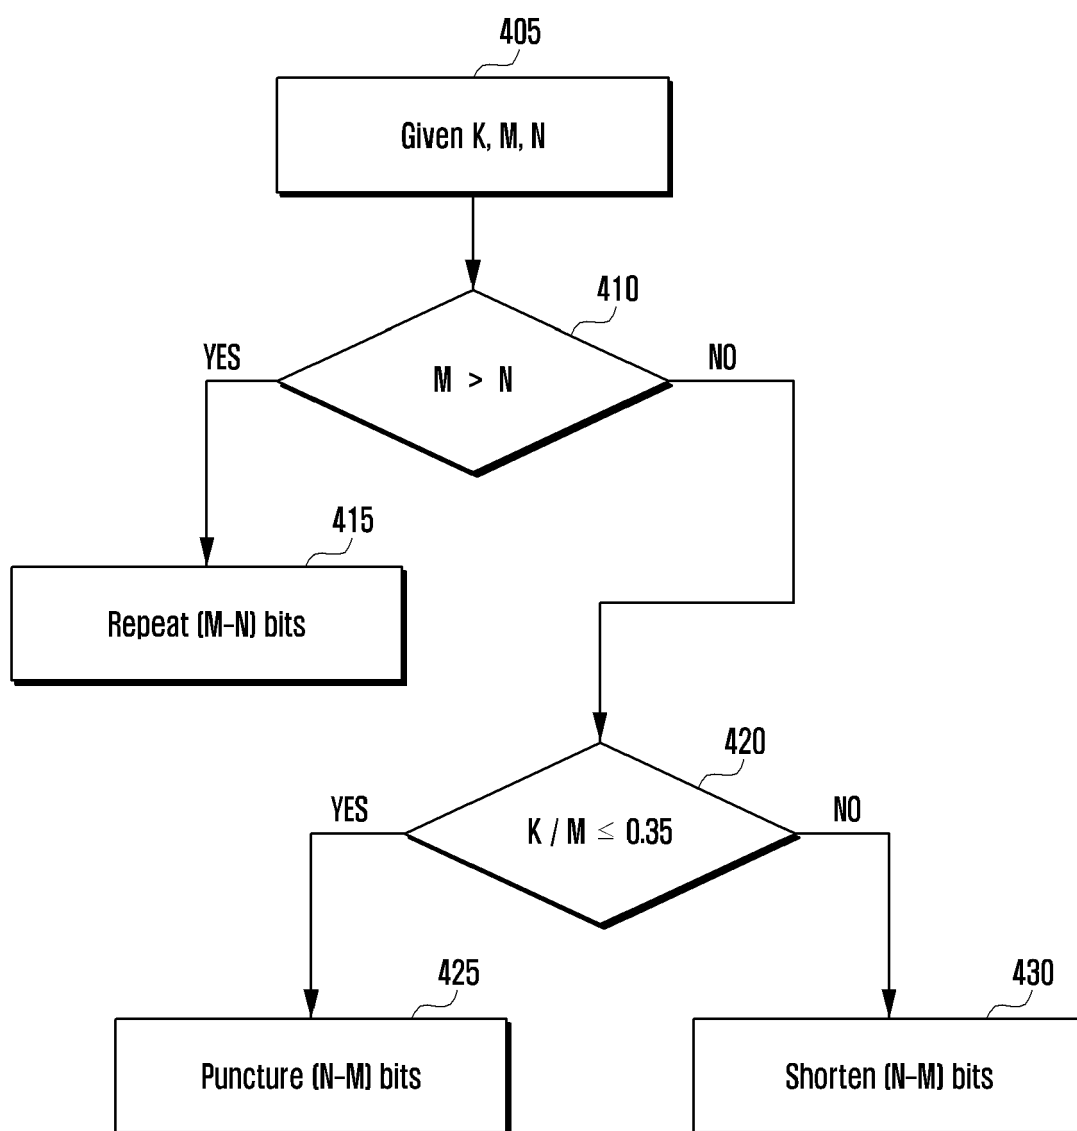 405
Given K, M, N
410
YES
NO
M > N
415
Repeat (M-N) bits
420
YES
NO
K / M ≤ 0.35
425
430
Puncture (N-M) bits
Shorten (N-M) bits